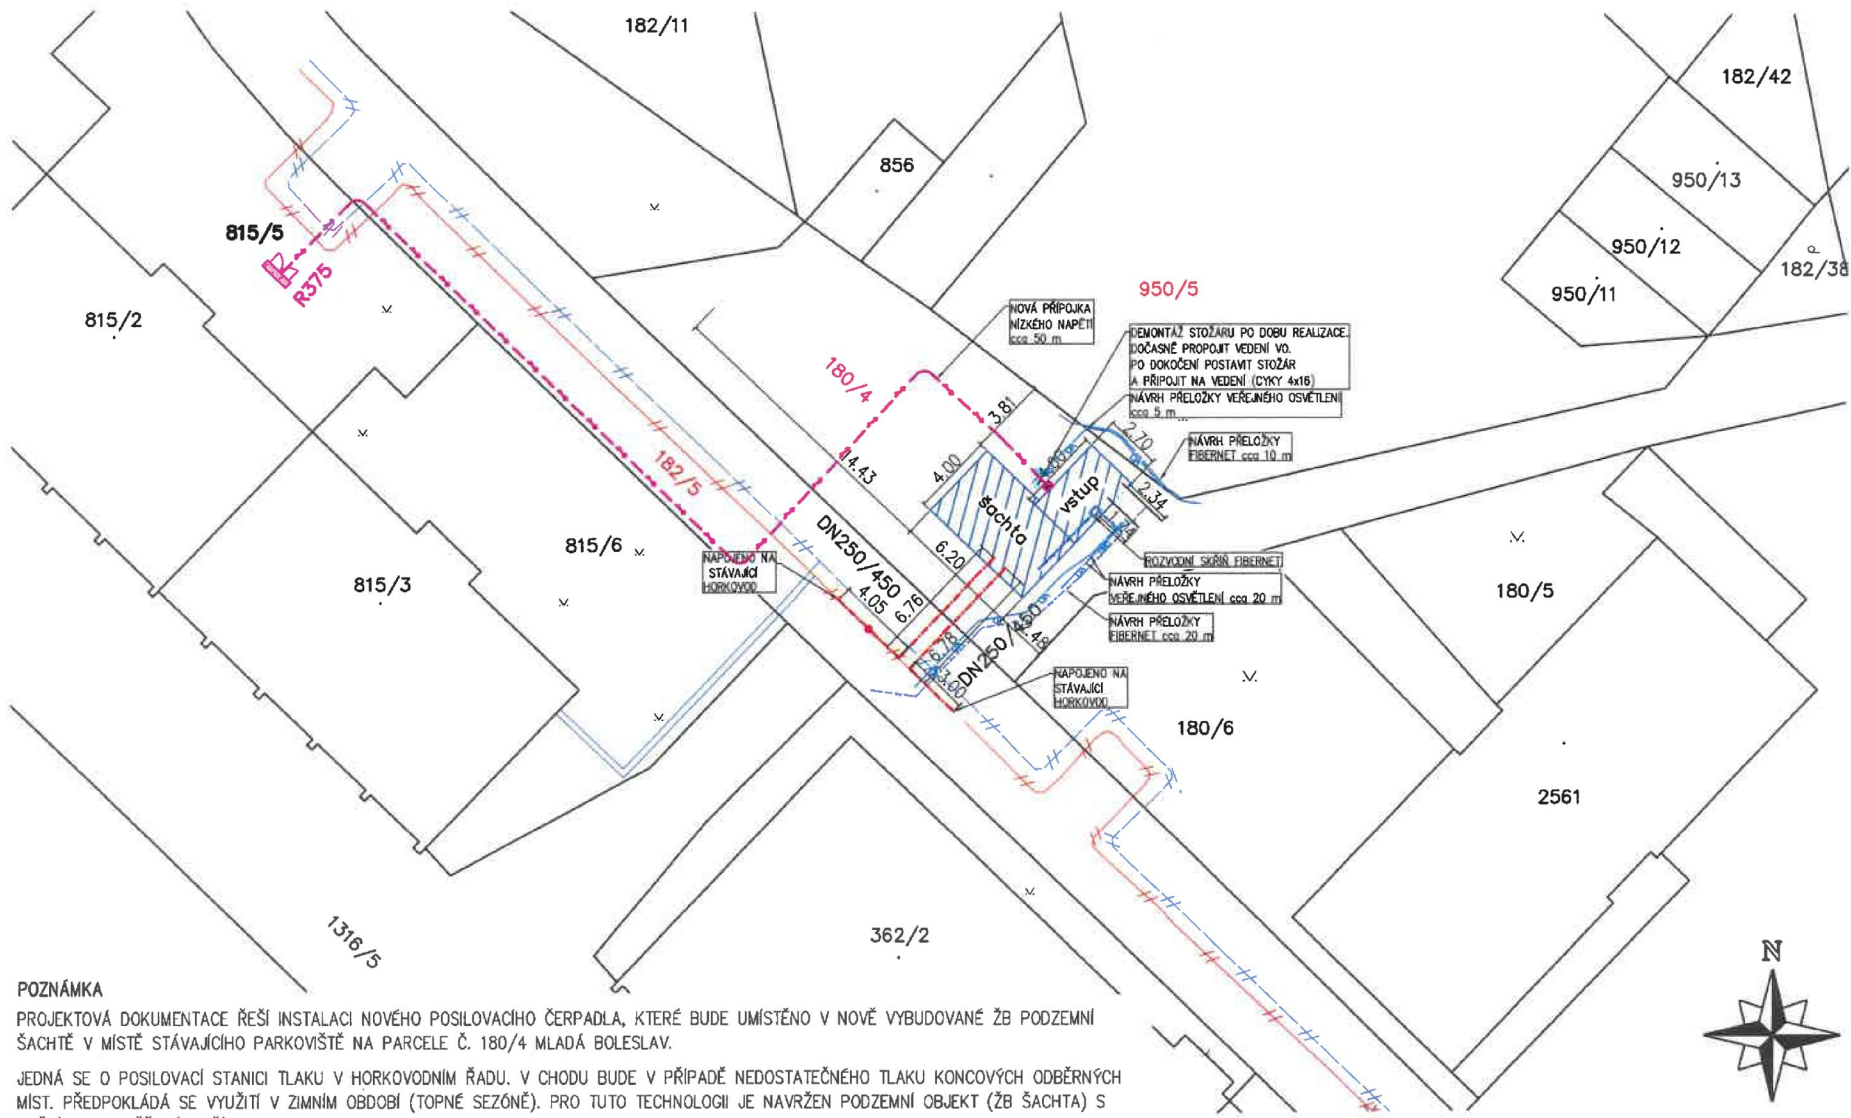 182/11
182/42
856
950/13
815/5
950/12
182/38
R375
950/11
950/5
815/2
NOVÁ PŘÍPOJKA
NÍZKÉHO NAPĚTÍ
cca 50 m
DEMONTÁŽ STOŽÁRU PO DOBU REALIZACE.
DOČASNĚ PROPOJIT VEDENÍ VO.
PO DOKOČENÍ POSTAVIT STOŽÁR
A PŘIPOJIT NA VEDENÍ (CYKY 4x16)
NÁVRH PŘELOŽKY VEŘEJNÉHO OSVĚTLENÍ
cca 5 m
180/4
3.81
2.70
NÁVRH PŘELOŽKY
FIBERNET cca 10 m
182/5
14.43
4.00
šachta
vstup
2.34
DN250/450
6.20
815/6
NAPOJENO NA
STÁVAJÍCÍ
HORKOVOD
ROZVODNÍ SKŘÍŇ FIBERNET
815/3
4.05
6.76
NÁVRH PŘELOŽKY
VEŘEJNÉHO OSVĚTLENÍ cca 20 m
180/5
NÁVRH PŘELOŽKY
FIBERNET cca 20 m
6.78
3.00
DN250/450
NAPOJENO NA
STÁVAJÍCÍ
HORKOVOD
180/6
2561
1316/5
362/2
N
POZNÁMKA
PROJEKTOVÁ DOKUMENTACE ŘEŠÍ INSTALACI NOVÉHO POSILOVACÍHO ČERPADLA, KTERÉ BUDE UMÍSTĚNO V NOVĚ VYBUDOVANÉ ŽB PODZEMNÍ
ŠACHTĚ V MÍSTĚ STÁVAJÍCÍHO PARKOVIŠTĚ NA PARCELE Č. 180/4 MLADÁ BOLESLAV.
JEDNÁ SE O POSILOVACÍ STANICI TLAKU V HORKOVODNÍM ŘADU. V CHODU BUDE V PŘÍPADĚ NEDOSTATEČNÉHO TLAKU KONCOVÝCH ODBĚRNÝCH
MÍST. PŘEDPOKLÁDÁ SE VYUŽITÍ V ZIMNÍM OBDOBÍ (TOPNÉ SEZÓNĚ). PRO TUTO TECHNOLOGII JE NAVRŽEN PODZEMNÍ OBJEKT (ŽB ŠACHTA) S